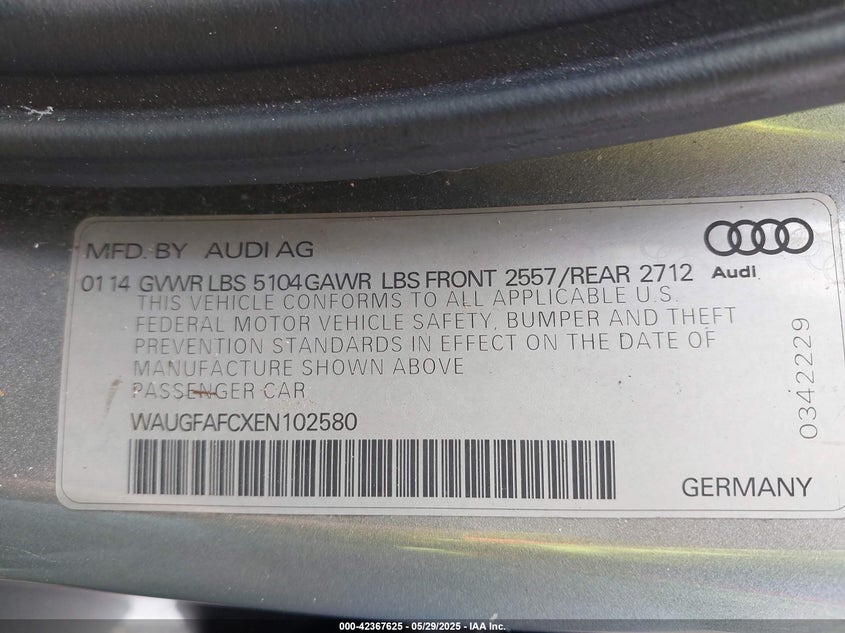 MFD. BY AUDI AG
Audi
0114 GVWR LBS 5104 GAWR LBS FRONT 2557/REAR 2712
THIS VEHICLE CONFORMS TO ALL APPLICABLE U.S.
FEDERAL MOTOR VEHICLE SAFETY, BUMPER AND THEFT
PREVENTION STANDARDS IN EFFECT ON THE DATE OF
MANUFACTURE SHOWN ABOVE
PASSENGER CAR
WAUGFAFCXEN102580
0342229
GERMANY
000-42367625 - 05/29/2025 - IAA Inc.